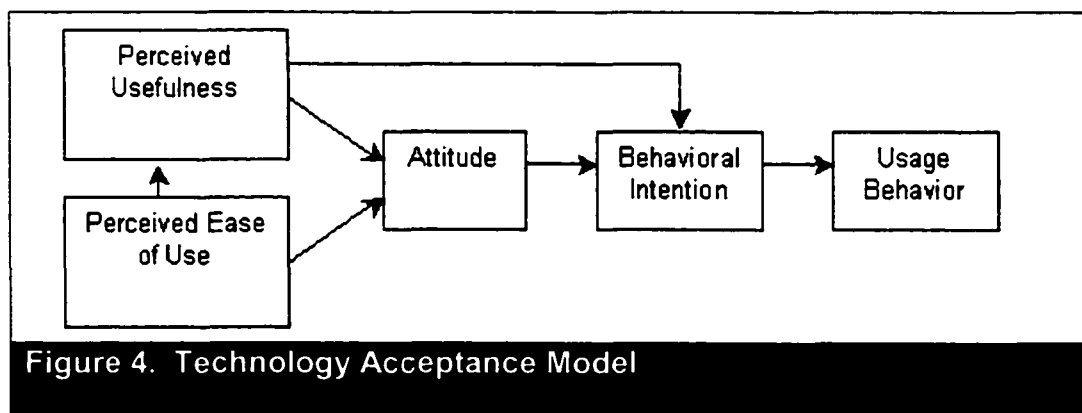 Perceived
Usefulness
Perceived Ease
of Use
Attitude
Behavioral
Intention
Usage
Behavior
Figure 4. Technology Acceptance Model